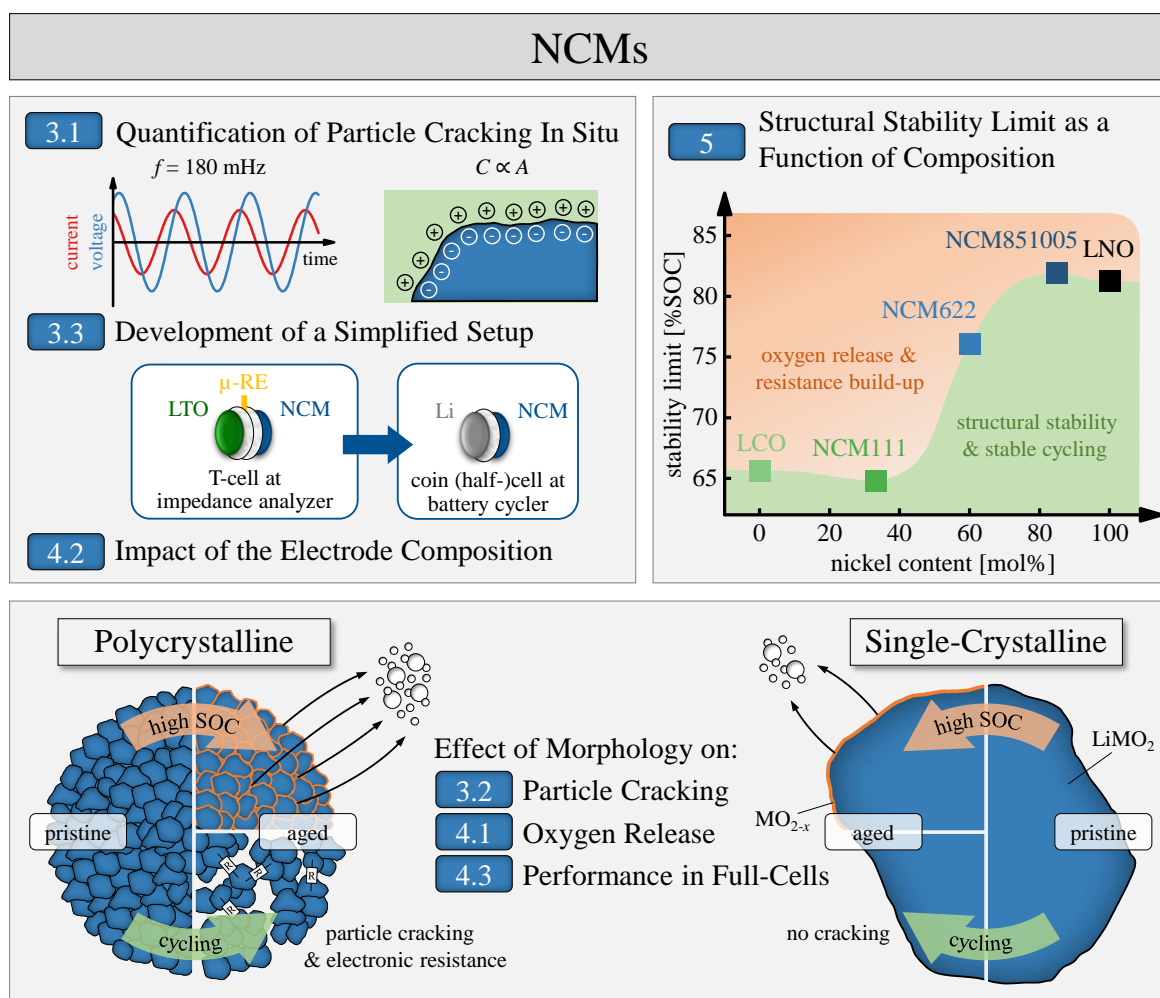 NCMs
3.1 Quantification of Particle Cracking In Situ
f = 180 mHz
C ∝ A
current
voltage
time
3.3 Development of a Simplified Setup
µ-RE
LTO
NCM
T-cell at
impedance analyzer
Li
NCM
coin (half-)cell at
battery cycler
4.2 Impact of the Electrode Composition
5
Structural Stability Limit as a
Function of Composition
stability limit [%SOC]
85
80
75
70
65
NCM851005
LNO
NCM622
oxygen release &
resistance build-up
structural stability
& stable cycling
LCO
NCM111
0 20 40 60 80 100
nickel content [mol%]
Polycrystalline
high SOC
pristine
aged
R
R
R
R
cycling
particle cracking
& electronic resistance
Effect of Morphology on:
3.2 Particle Cracking
4.1 Oxygen Release
4.3 Performance in Full-Cells
Single-Crystalline
high SOC
LiMO2
MO2-x
aged
pristine
no cracking
cycling